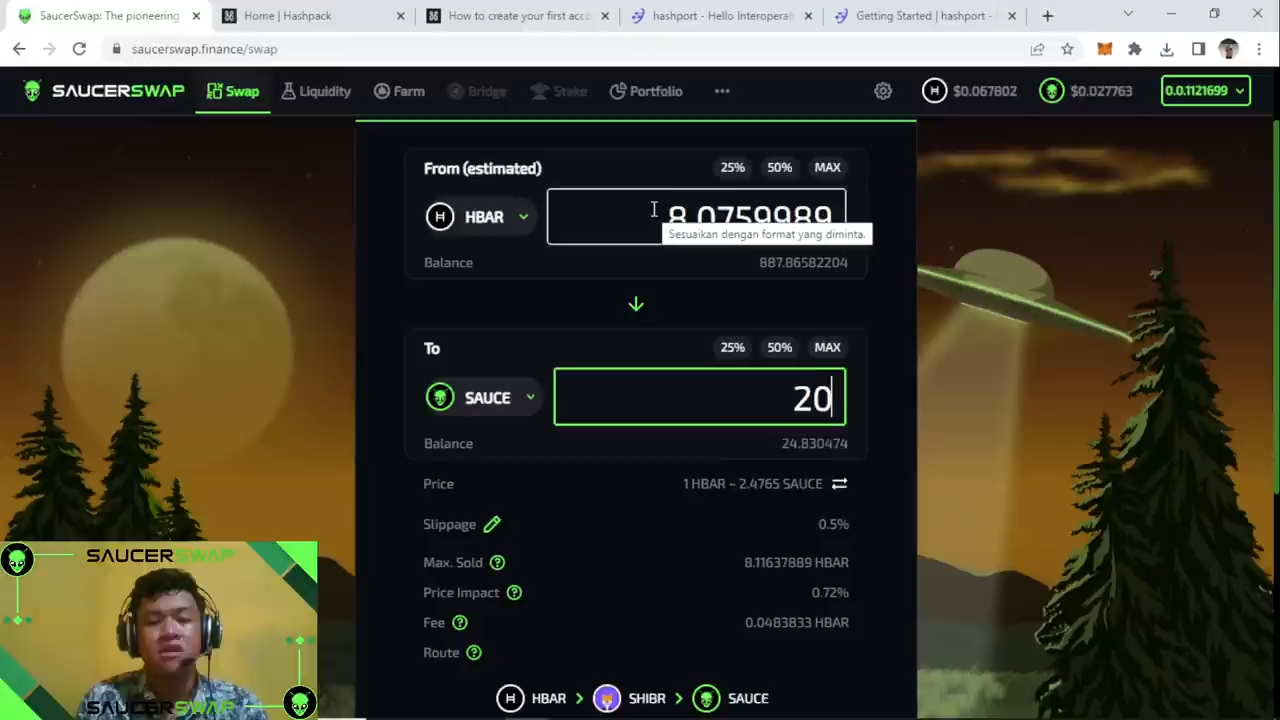 SaucerSwap: The pioneering
Home | Hashpack
How to create your first acc
hashport - Hello Interoperab
Getting Started | hashport -
saucerswap.finance/swap
SAUCERSWAP
Swap
Liquidity
Farm
Bridge
Stake
Portfolio
$0.067802
$0.027763
0.0.1121699
From (estimated)
25%
50%
MAX
HBAR
8.0759989
Sesuaikan dengan format yang diminta.
Balance
887.86582204
To
25%
50%
MAX
SAUCE
20
Balance
24.830474
Price
1 HBAR ~ 2.4765 SAUCE
Slippage
0.5%
Max. Sold
8.11637889 HBAR
Price Impact
0.72%
Fee
0.0483833 HBAR
Route
HBAR
SHIBR
SAUCE
SAUCERSWAP
SAUCERSWAP